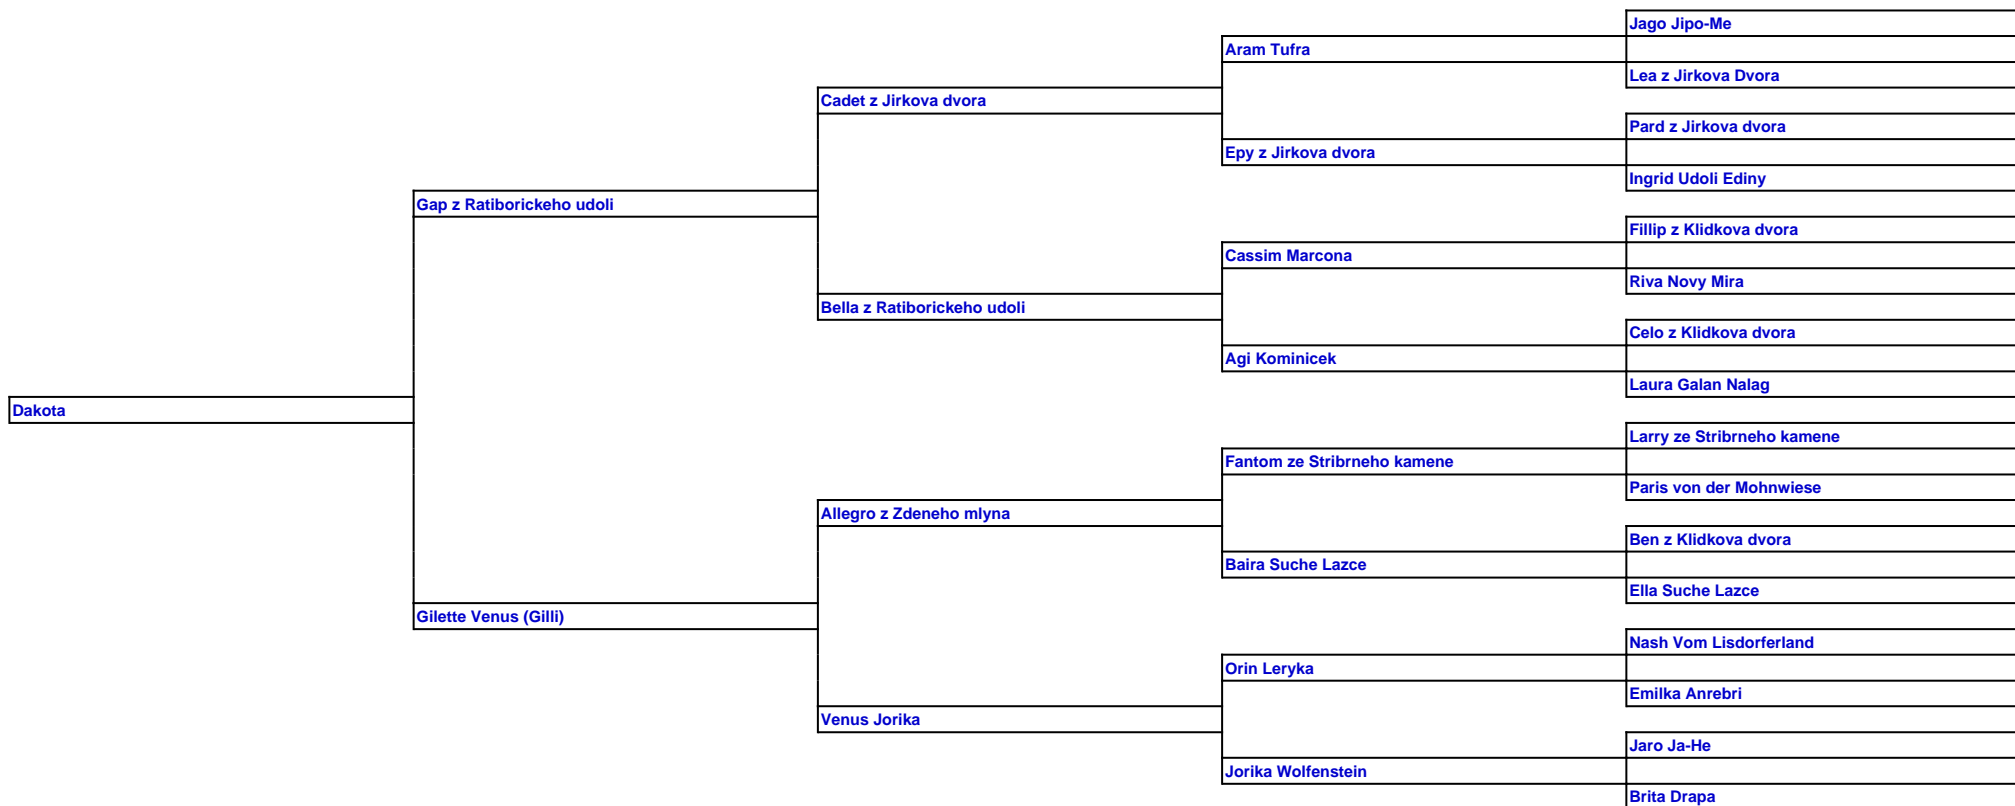 Jago Jipo-Me
Aram Tufra
Lea z Jirkova Dvora
Cadet z Jirkova dvora
Pard z Jirkova dvora
Epy z Jirkova dvora
Ingrid Udoli Ediny
Gap z Ratiborickeho udoli
Fillip z Klidkova dvora
Cassim Marcona
Riva Novy Mira
Bella z Ratiborickeho udoli
Celo z Klidkova dvora
Agi Kominicek
Laura Galan Nalag
Dakota
Larry ze Stribrneho kamene
Fantom ze Stribrneho kamene
Paris von der Mohnwiese
Allegro z Zdeneho mlyna
Ben z Klidkova dvora
Baira Suche Lazce
Ella Suche Lazce
Gilette Venus (Gilli)
Nash Vom Lisdorferland
Orin Leryka
Emilka Anrebri
Venus Jorika
Jaro Ja-He
Jorika Wolfenstein
Brita Drapa